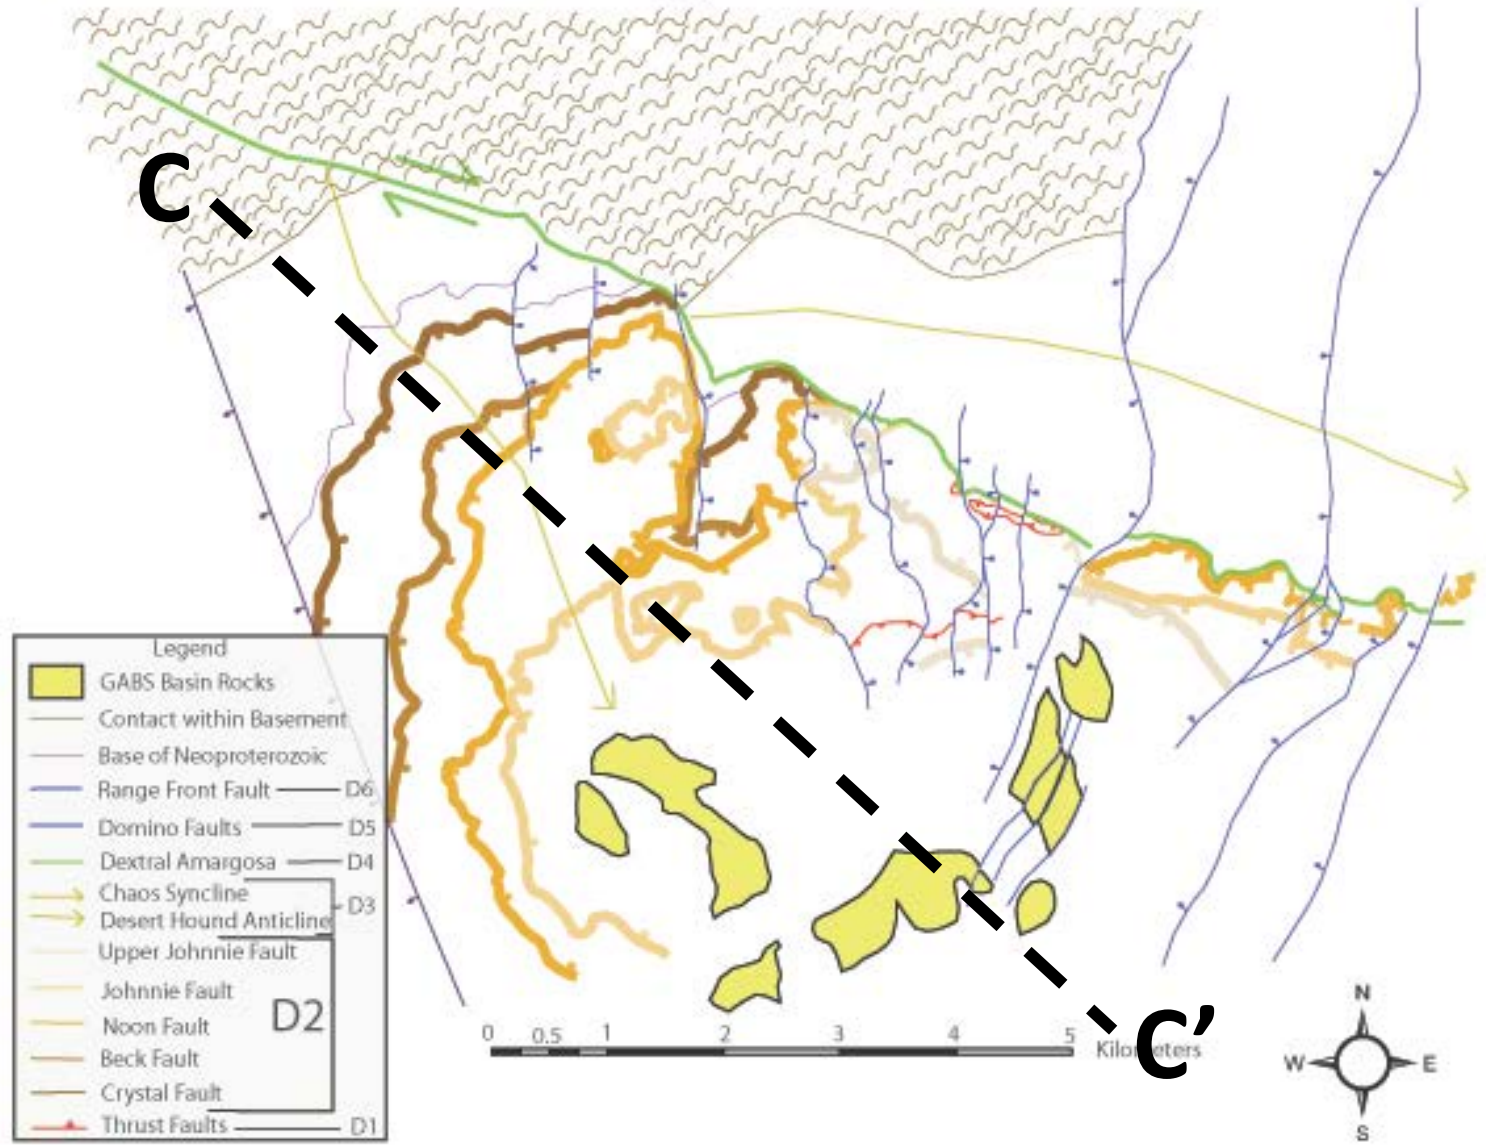 C
Legend
GABS Basin Rocks
Contact within Basement
Base of Neoproterozoic
Range Front Fault D6
Domino Faults D5
Dextral Amargosa D4
Chaos Syncline
D3
Desert Hound Anticline
Upper Johnnie Fault
Johnnie Fault
D2
Noon Fault
Beck Fault
Crystal Fault
Thrust Faults D1
0 0.5 1 2 3 4 5
Kilometers
C’
N
W E
S